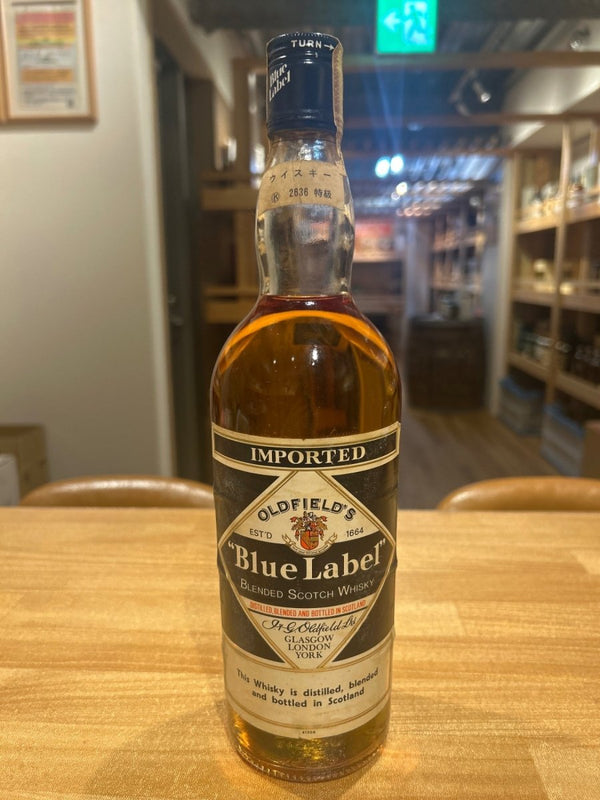 TURN→
Blue
Label
ウイスキー
Ⓚ 2836 特級
IMPORTED
OLDFIELD'S
EST'D 1664
"Blue Label"
BLENDED SCOTCH WHISKY
DISTILLED, BLENDED AND BOTTLED IN SCOTLAND
GLASGOW
LONDON
YORK
This Whisky is distilled, blended
and bottled in Scotland